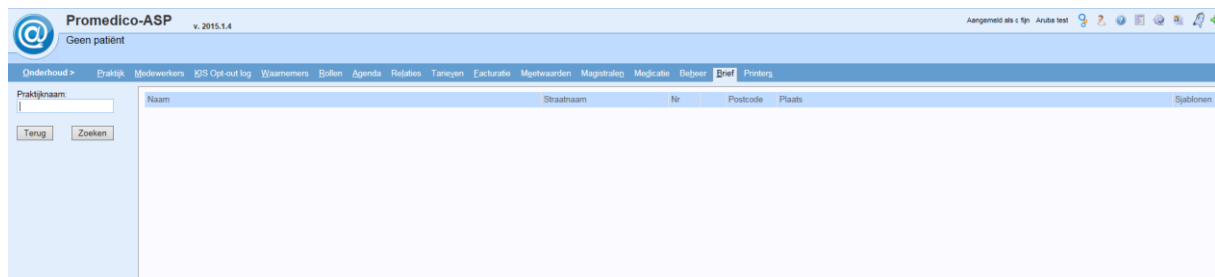 Promedico-ASP v. 2015.1.4 Aangemeld als c fijn Aruba test
Geen patiënt
Onderhoud > Praktijk Medewerkers IQS Opt-out log Waarnemers Rollen Agenda Relaties Tarieven Facturatie Meetwaarden Magistralen Medicatie Beheer Brief Printers
Praktijknaam:
Naam Straatnaam Nr Postcode Plaats Sjablonen
Terug Zoeken